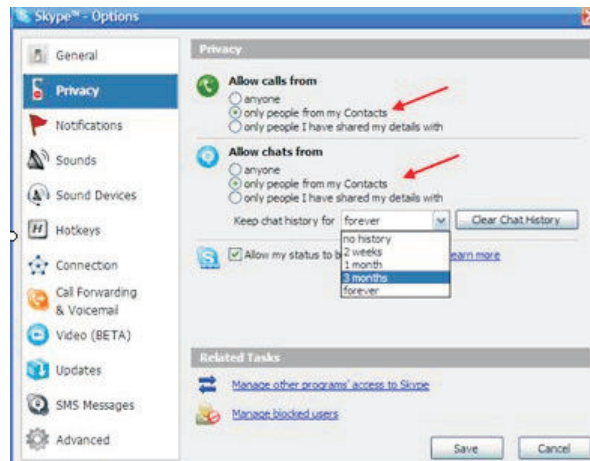 Skype™ - Options
General
Privacy
Notifications
Sounds
Sound Devices
Hotkeys
Connection
Call Forwarding
& Voicemail
Video (BETA)
Updates
SMS Messages
Advanced
Privacy
Allow calls from
anyone
only people from my Contacts
only people I have shared my details with
Allow chats from
anyone
only people from my Contacts
only people I have shared my details with
Keep chat history for forever Clear Chat History
no history
2 weeks
1 month
3 months
forever
Allow my status to b earn more
Related Tasks
Manage other programs' access to Skype
Manage blocked users
Save Cancel